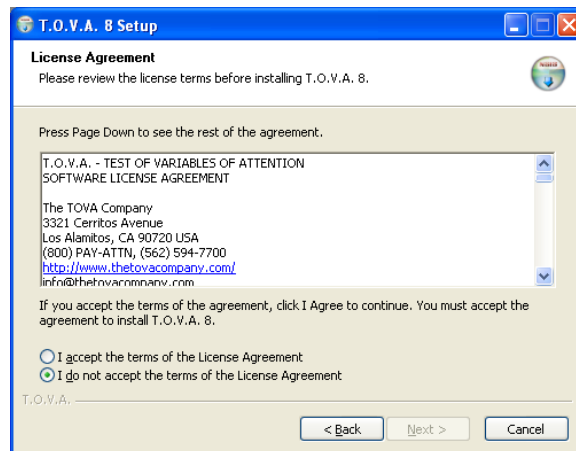 T.O.V.A. 8 Setup
License Agreement
Please review the license terms before installing T.O.V.A. 8.
Press Page Down to see the rest of the agreement.
T.O.V.A. - TEST OF VARIABLES OF ATTENTION
SOFTWARE LICENSE AGREEMENT
The TOVA Company
3321 Cerritos Avenue
Los Alamitos, CA 90720 USA
(800) PAY-ATTN, (562) 594-7700
http://www.thetovacompany.com/
info@thetovacompany.com
If you accept the terms of the agreement, click I Agree to continue. You must accept the
agreement to install T.O.V.A. 8.
I accept the terms of the License Agreement
I do not accept the terms of the License Agreement
T.O.V.A.
< Back
Next >
Cancel